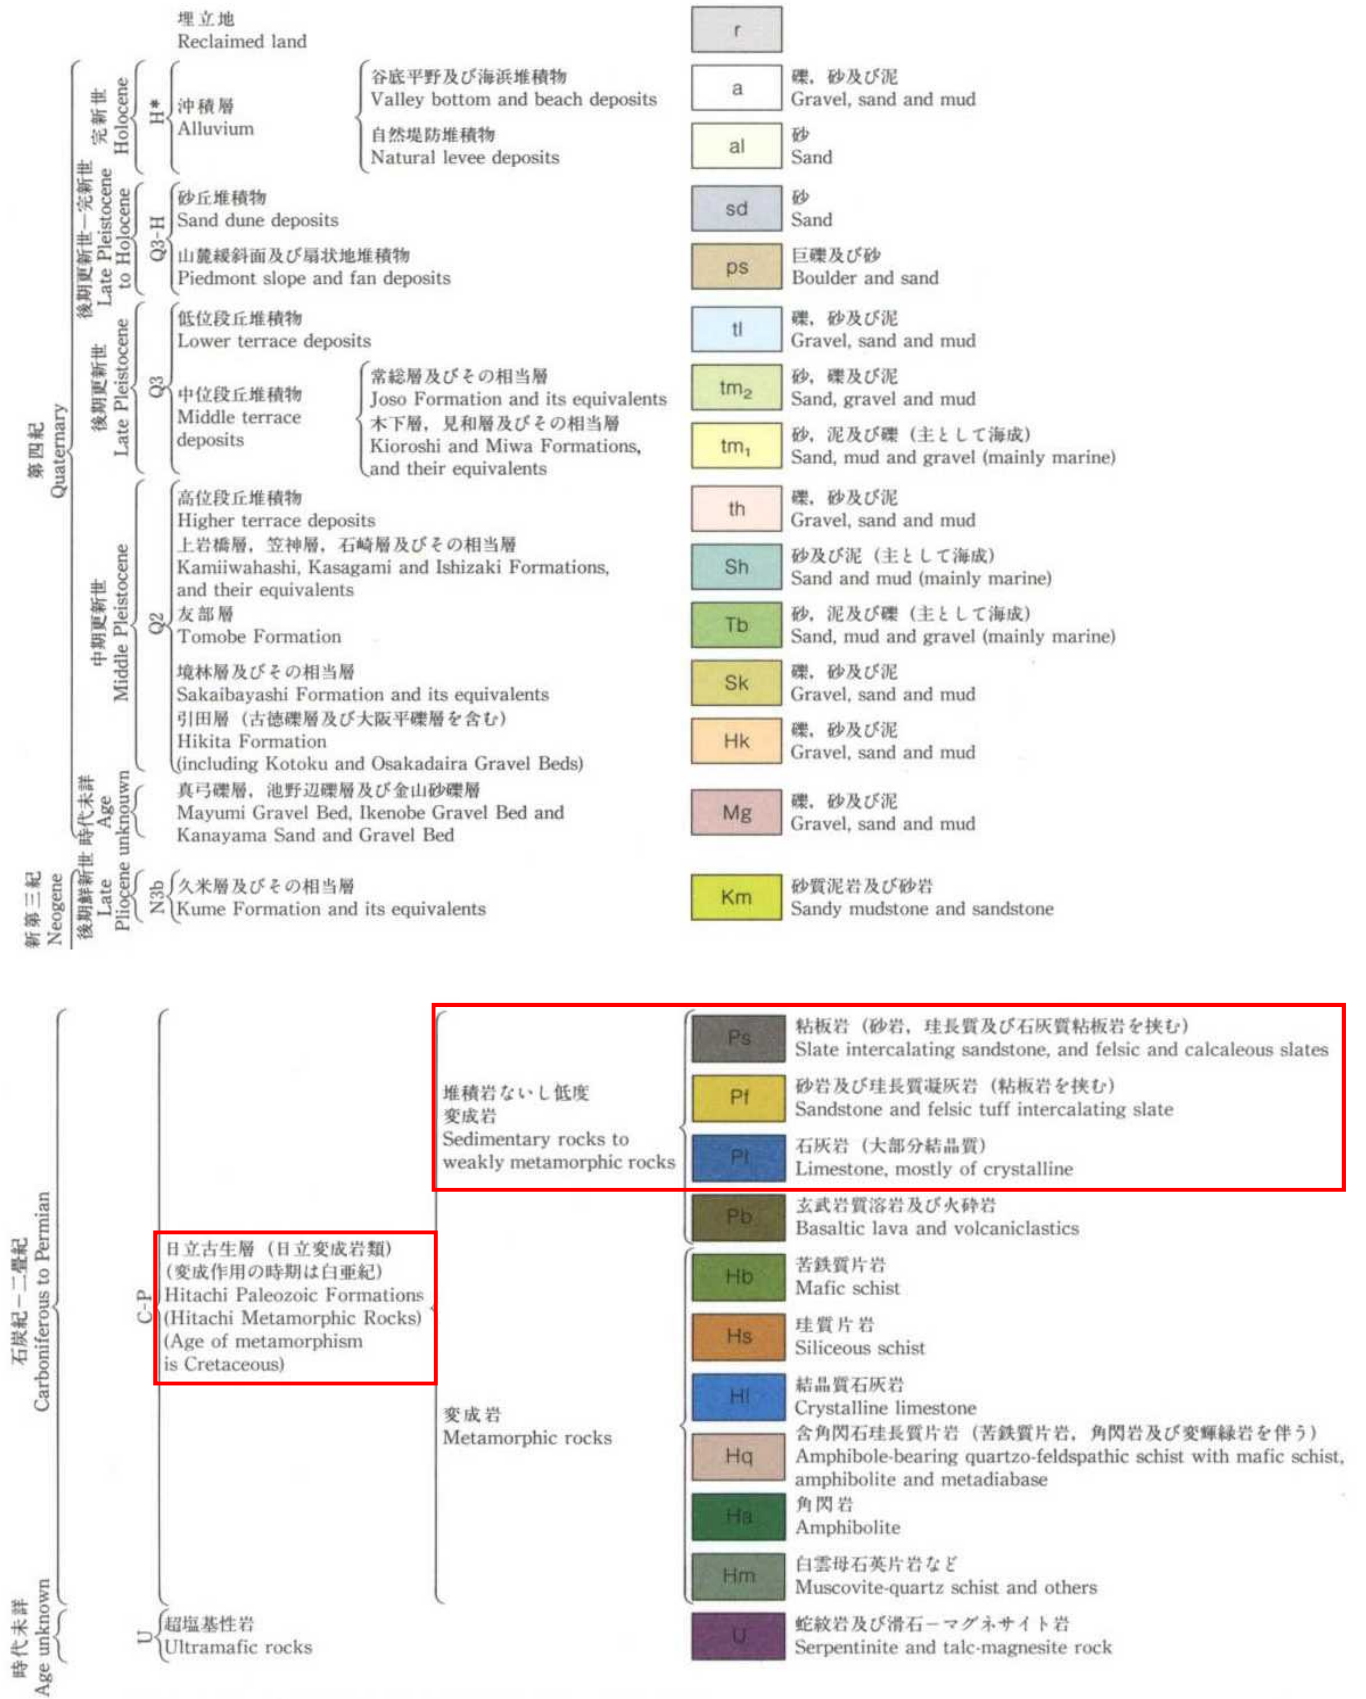 埋立地
Reclaimed land
r
第四紀
Quaternary
完新世
Holocene
H*
沖積層
Alluvium
谷底平野及び海浜堆積物
Valley bottom and beach deposits
a
礫，砂及び泥
Gravel, sand and mud
自然堤防堆積物
Natural levee deposits
al
砂
Sand
後期更新世－完新世
Late Pleistocene
to Holocene
Q3-H
砂丘堆積物
Sand dune deposits
sd
砂
Sand
山麓緩斜面及び扇状地堆積物
Piedmont slope and fan deposits
ps
巨礫及び砂
Boulder and sand
後期更新世
Late Pleistocene
Q3
低位段丘堆積物
Lower terrace deposits
tl
礫，砂及び泥
Gravel, sand and mud
中位段丘堆積物
Middle terrace
deposits
常総層及びその相当層
Joso Formation and its equivalents
tm2
砂，礫及び泥
Sand, gravel and mud
木下層，見和層及びその相当層
Kioroshi and Miwa Formations,
and their equivalents
tm1
砂，泥及び礫（主として海成）
Sand, mud and gravel (mainly marine)
中期更新世
Middle Pleistocene
Q2
高位段丘堆積物
Higher terrace deposits
th
礫，砂及び泥
Gravel, sand and mud
上岩橋層，笠神層，石崎層及びその相当層
Kamiiwahashi, Kasagami and Ishizaki Formations,
and their equivalents
Sh
砂及び泥（主として海成）
Sand and mud (mainly marine)
友部層
Tomobe Formation
Tb
砂，泥及び礫（主として海成）
Sand, mud and gravel (mainly marine)
境林層及びその相当層
Sakaibayashi Formation and its equivalents
Sk
礫，砂及び泥
Gravel, sand and mud
引田層（古徳礫層及び大阪平礫層を含む）
Hikita Formation
(including Kotoku and Osakadaira Gravel Beds)
Hk
礫，砂及び泥
Gravel, sand and mud
時代未詳
Age
unknouwn
真弓礫層，池野辺礫層及び金山砂礫層
Mayumi Gravel Bed, Ikenobe Gravel Bed and
Kanayama Sand and Gravel Bed
Mg
礫，砂及び泥
Gravel, sand and mud
新第三紀
Neogene
後期鮮新世
Late
Pliocene
N3b
久米層及びその相当層
Kume Formation and its equivalents
Km
砂質泥岩及び砂岩
Sandy mudstone and sandstone
石炭紀－二畳紀
Carboniferous to Permian
C-P
日立古生層（日立変成岩類）
(変成作用の時期は白亜紀)
Hitachi Paleozoic Formations
(Hitachi Metamorphic Rocks)
(Age of metamorphism
is Cretaceous)
堆積岩ないし低度
変成岩
Sedimentary rocks to
weakly metamorphic rocks
Ps
粘板岩（砂岩，珪長質及び石灰質粘板岩を挟む）
Slate intercalating sandstone, and felsic and calcaleous slates
Pf
砂岩及び珪長質凝灰岩（粘板岩を挟む）
Sandstone and felsic tuff intercalating slate
Pl
石灰岩（大部分結晶質）
Limestone, mostly of crystalline
Pb
玄武岩質溶岩及び火砕岩
Basaltic lava and volcaniclastics
変成岩
Metamorphic rocks
Hb
苦鉄質片岩
Mafic schist
Hs
珪質片岩
Siliceous schist
Hl
結晶質石灰岩
Crystalline limestone
Hq
含角閃石珪長質片岩（苦鉄質片岩，角閃岩及び変輝緑岩を伴う）
Amphibole-bearing quartzo-feldspathic schist with mafic schist,
amphibolite and metadiabase
Ha
角閃岩
Amphibolite
Hm
白雲母石英片岩など
Muscovite-quartz schist and others
時代未詳
Age unknown
U
超塩基性岩
Ultramafic rocks
U
蛇紋岩及び滑石－マグネサイト岩
Serpentinite and talc-magnesite rock